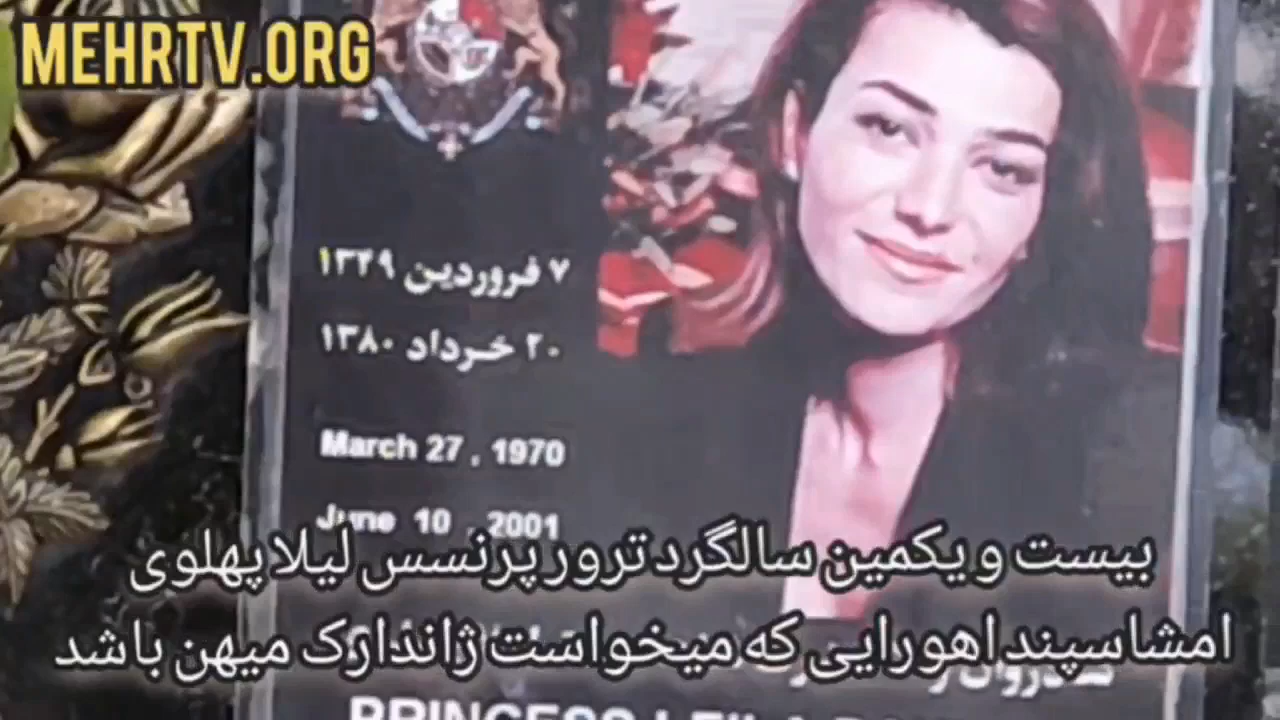 MEHRTV.ORG
۷ فروردین ۱۳۴۹
۲۰ خرداد ۱۳۸۰
March 27, 1970
June 10, 2001
بیست و یکمین سالگرد ترور پرنسس لیلا پهلوی
امشاسپند اهورایی که میخواست ژاندارک میهن باشد
PRINCESS